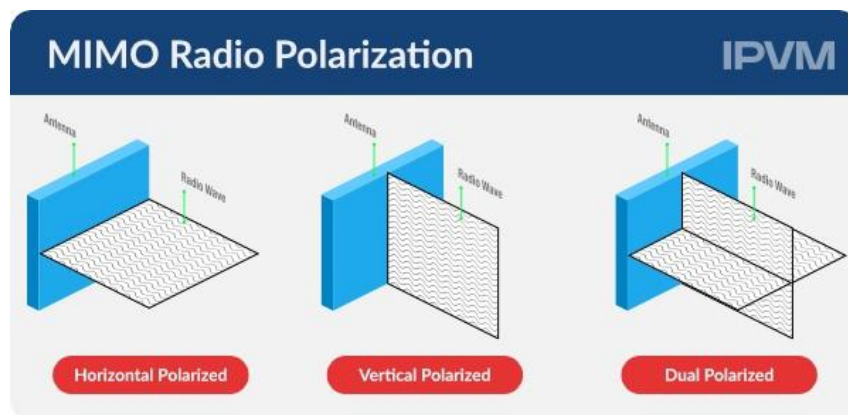 MIMO Radio Polarization
IPVM
Antenna
Radio Wave
Antenna
Radio Wave
Antenna
Radio Wave
Horizontal Polarized
Vertical Polarized
Dual Polarized